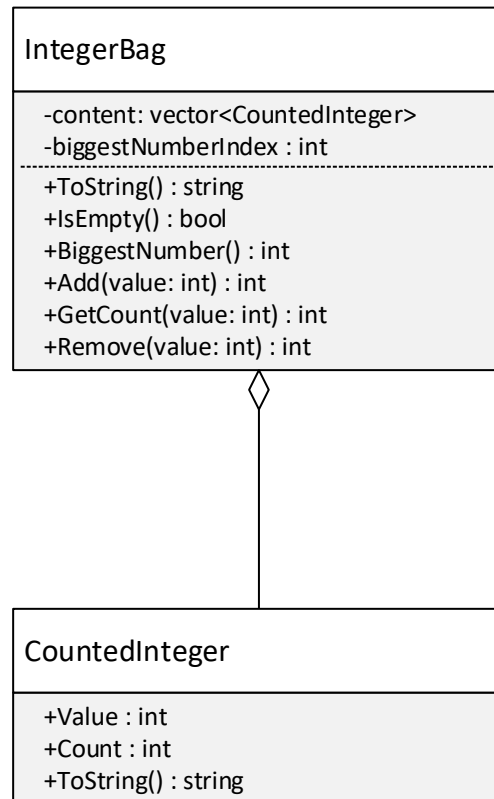 IntegerBag
-content: vector<CountedInteger>
-biggestNumberIndex : int
+ToString() : string
+IsEmpty() : bool
+BiggestNumber() : int
+Add(value: int) : int
+GetCount(value: int) : int
+Remove(value: int) : int
CountedInteger
+Value : int
+Count : int
+ToString() : string